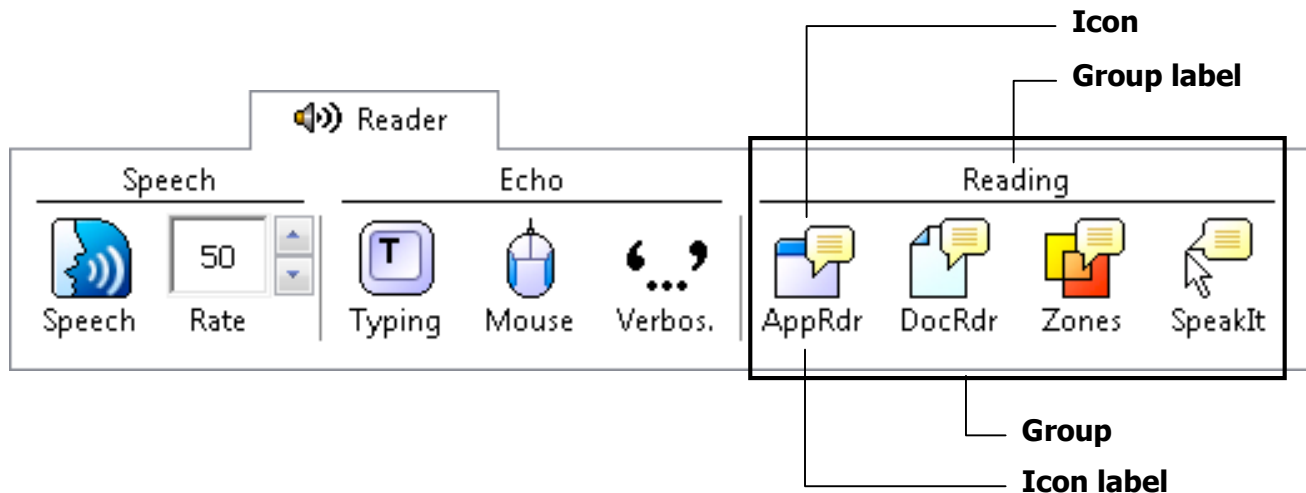 Icon
Group label
Reader
Speech Echo Reading
50
T
Speech Rate Typing Mouse Verbos. AppRdr DocRdr Zones SpeakIt
Group
Icon label